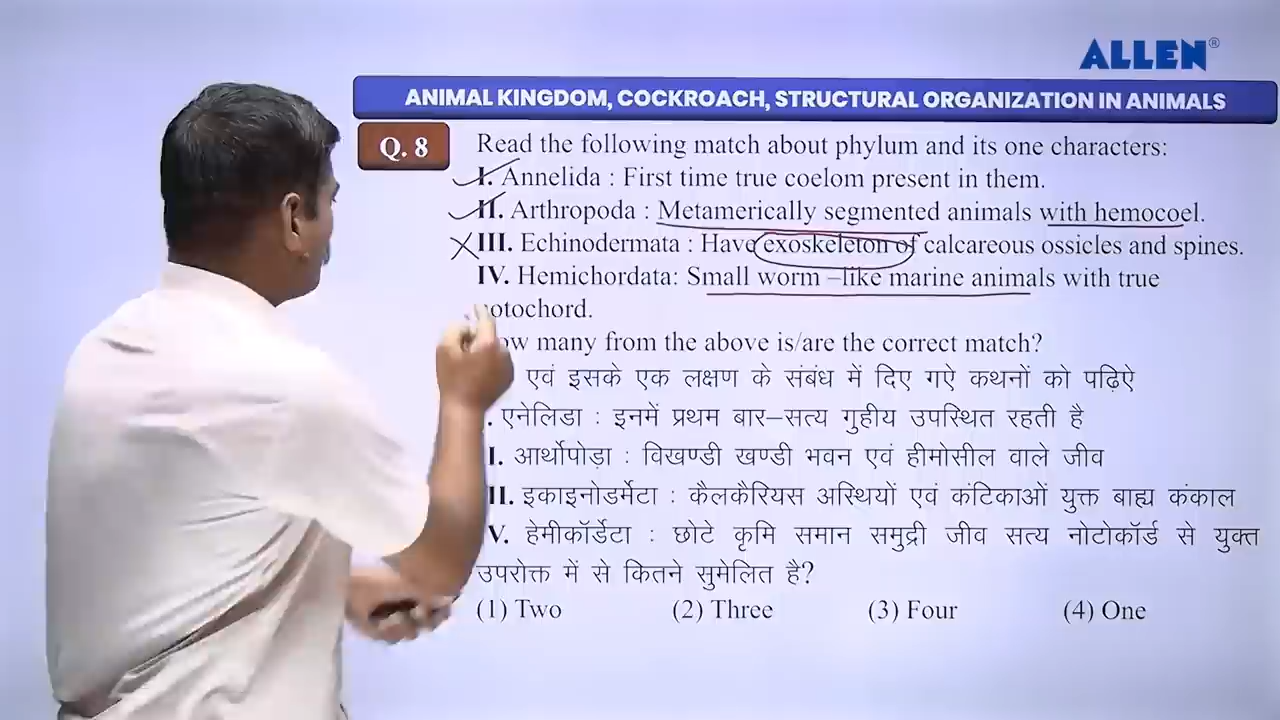 ALLEN®
ANIMAL KINGDOM, COCKROACH, STRUCTURAL ORGANIZATION IN ANIMALS
Q. 8
Read the following match about phylum and its one characters:
I. Annelida : First time true coelom present in them.
II. Arthropoda : Metamerically segmented animals with hemocoel.
III. Echinodermata : Have exoskeleton of calcareous ossicles and spines.
IV. Hemichordata: Small worm –like marine animals with true
otochord.
ow many from the above is/are the correct match?
एवं इसके एक लक्षण के संबंध में दिए गऐ कथनों को पढ़िऐ
. एनेलिडा : इनमें प्रथम बार–सत्य गुहीय उपस्थित रहती है
I. आर्थोपोड़ा : विखण्डी खण्डी भवन एवं हीमोसील वाले जीव
II. इकाइनोडर्मेटा : कैलकैरियस अस्थियों एवं कंटिकाओं युक्त बाह्य कंकाल
V. हेमीकॉर्डेटा : छोटे कृमि समान समुद्री जीव सत्य नोटोकॉर्ड से युक्त
उपरोक्त में से कितने सुमेलित है?
(1) Two (2) Three (3) Four (4) One